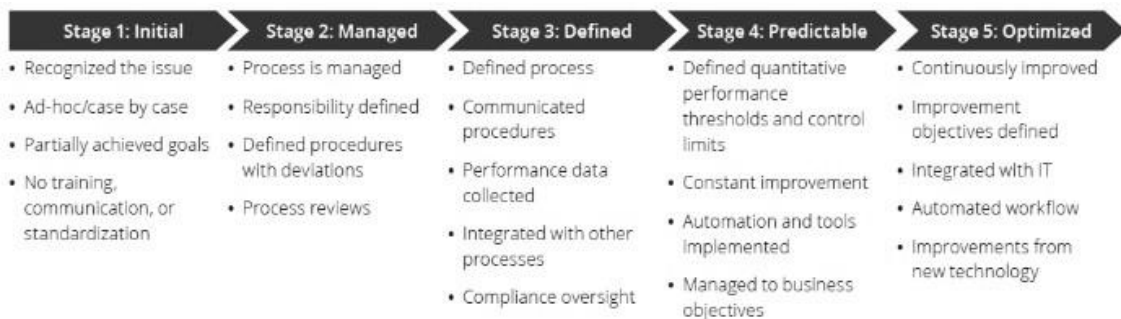 Stage 1: Initial
Stage 2: Managed
Stage 3: Defined
Stage 4: Predictable
Stage 5: Optimized
• Recognized the issue
• Ad-hoc/case by case
• Partially achieved goals
• No training,
communication, or
standardization
• Process is managed
• Responsibility defined
• Defined procedures
with deviations
• Process reviews
• Defined process
• Communicated
procedures
• Performance data
collected
• Integrated with other
processes
• Compliance oversight
• Defined quantitative
performance
thresholds and control
limits
• Constant improvement
• Automation and tools
implemented
• Managed to business
objectives
• Continuously improved
• Improvement
objectives defined
• Integrated with IT
• Automated workflow
• Improvements from
new technology